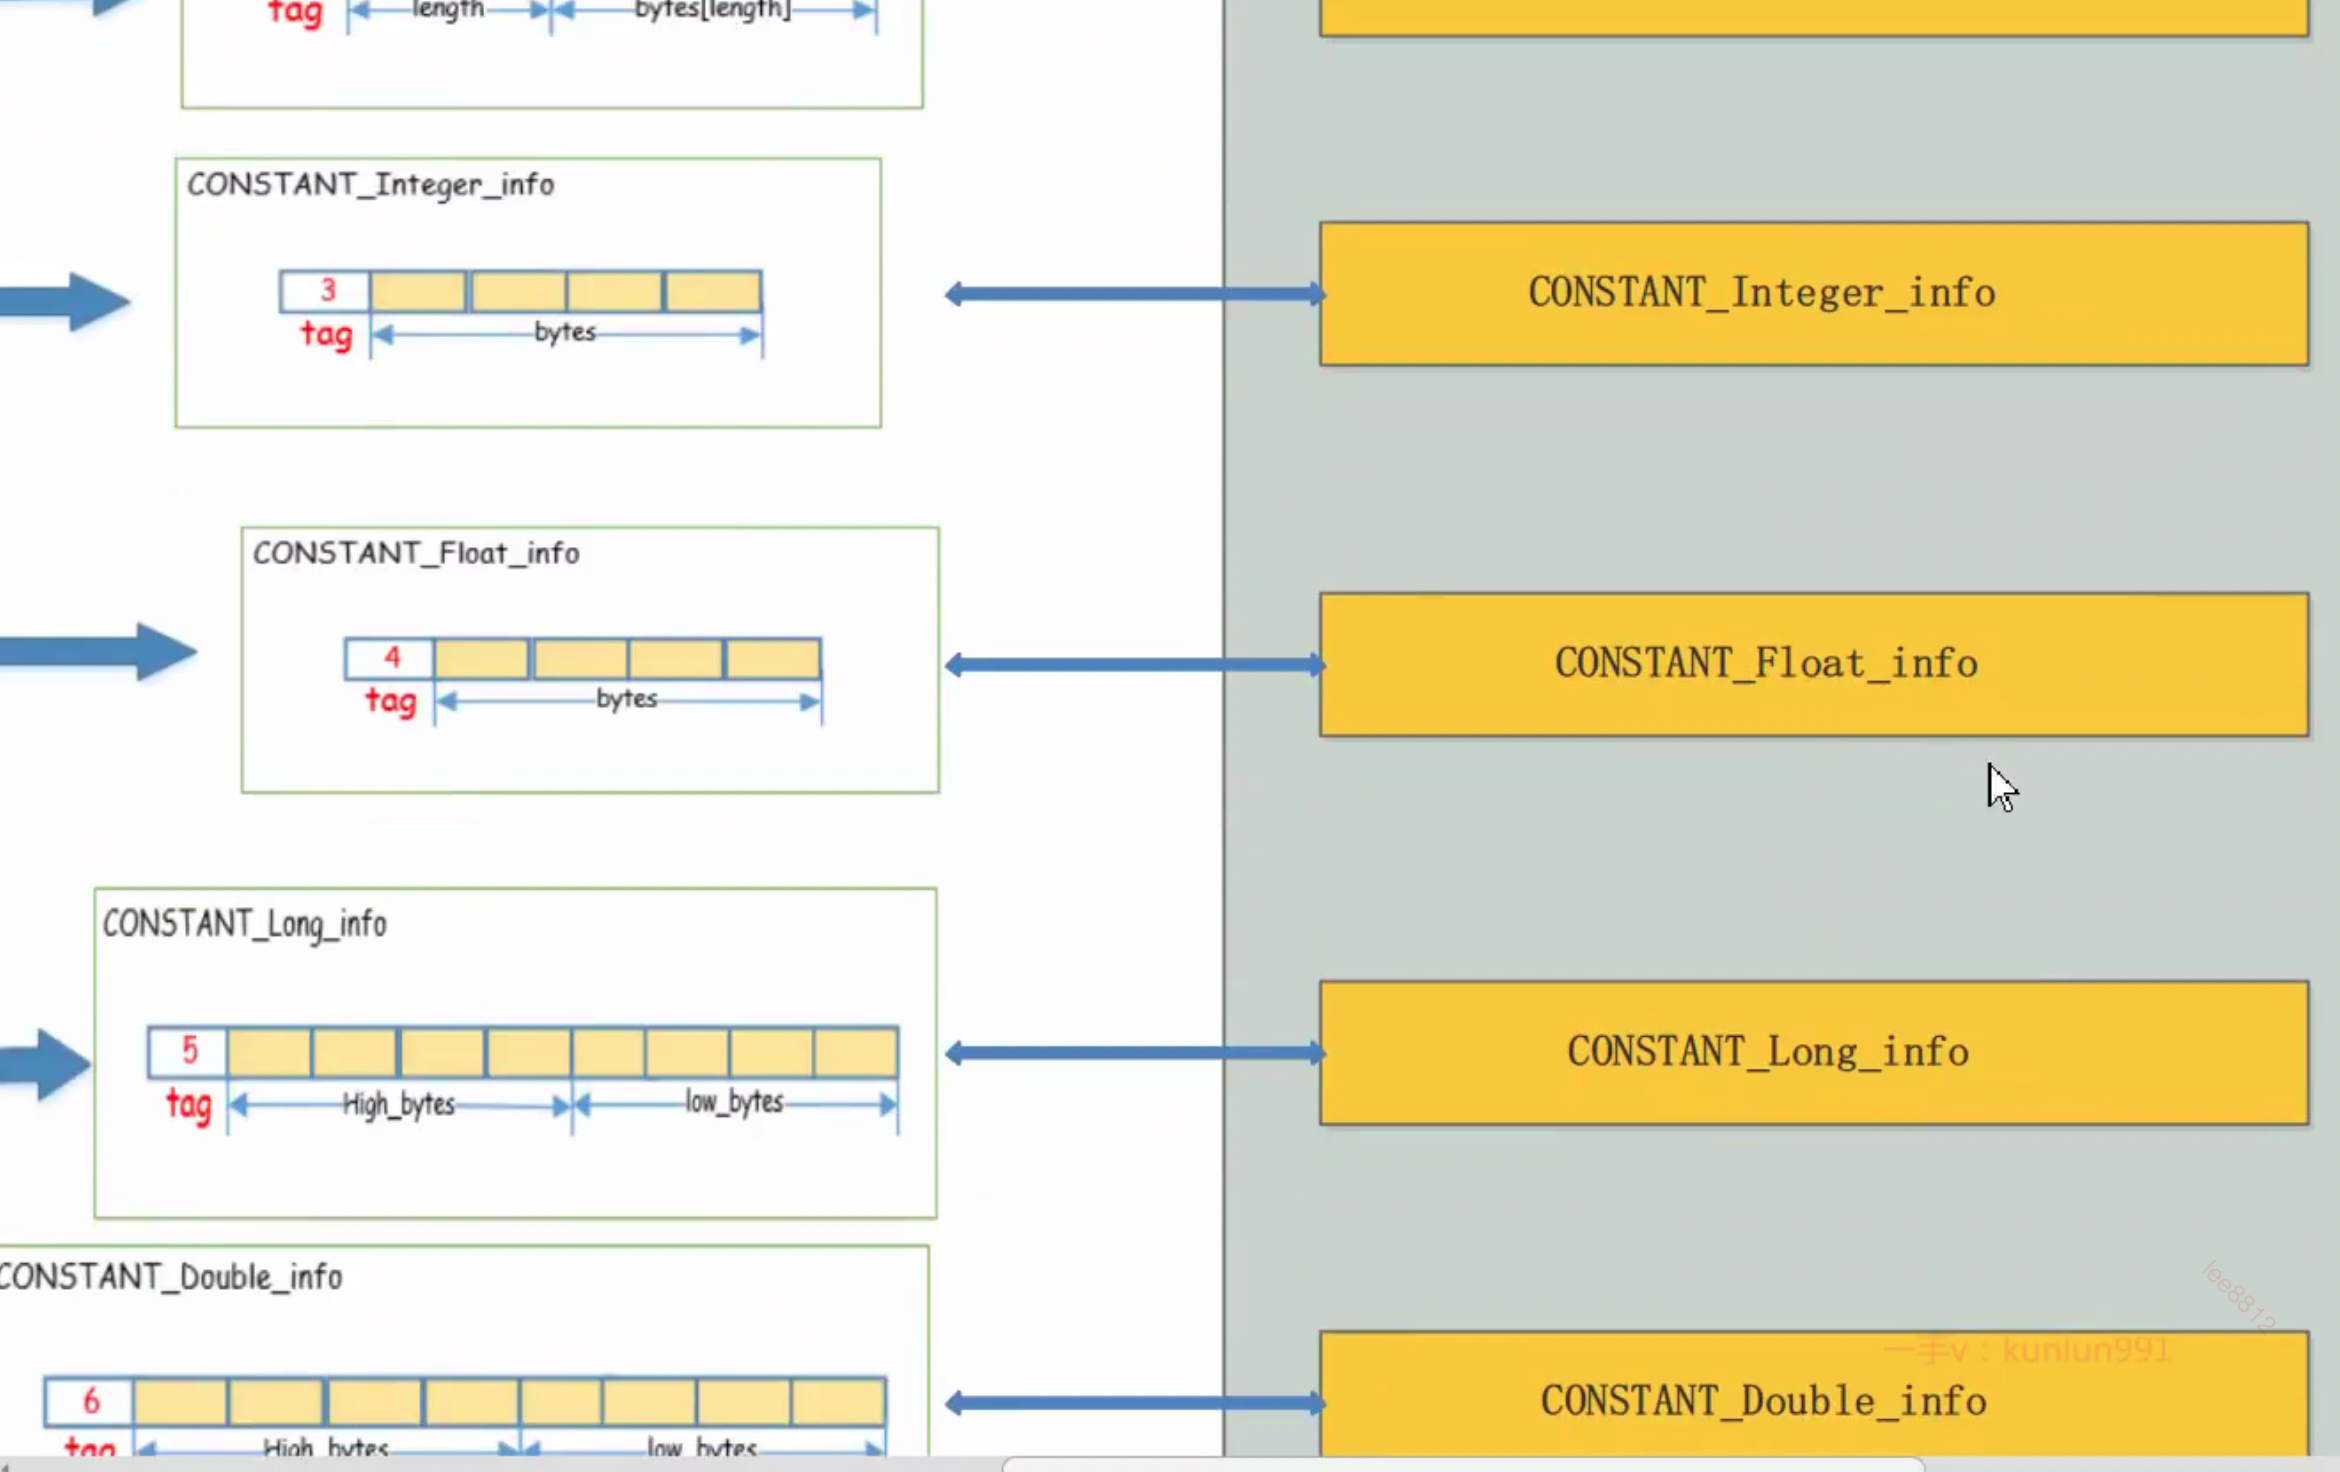 tag length bytes[length]
CONSTANT_Integer_info
3
tag bytes
CONSTANT_Integer_info
CONSTANT_Float_info
4
tag bytes
CONSTANT_Float_info
CONSTANT_Long_info
5
tag High_bytes low_bytes
CONSTANT_Long_info
CONSTANT_Double_info
6
tag High_bytes low_bytes
CONSTANT_Double_info
lee8812
一手v：kunlun991